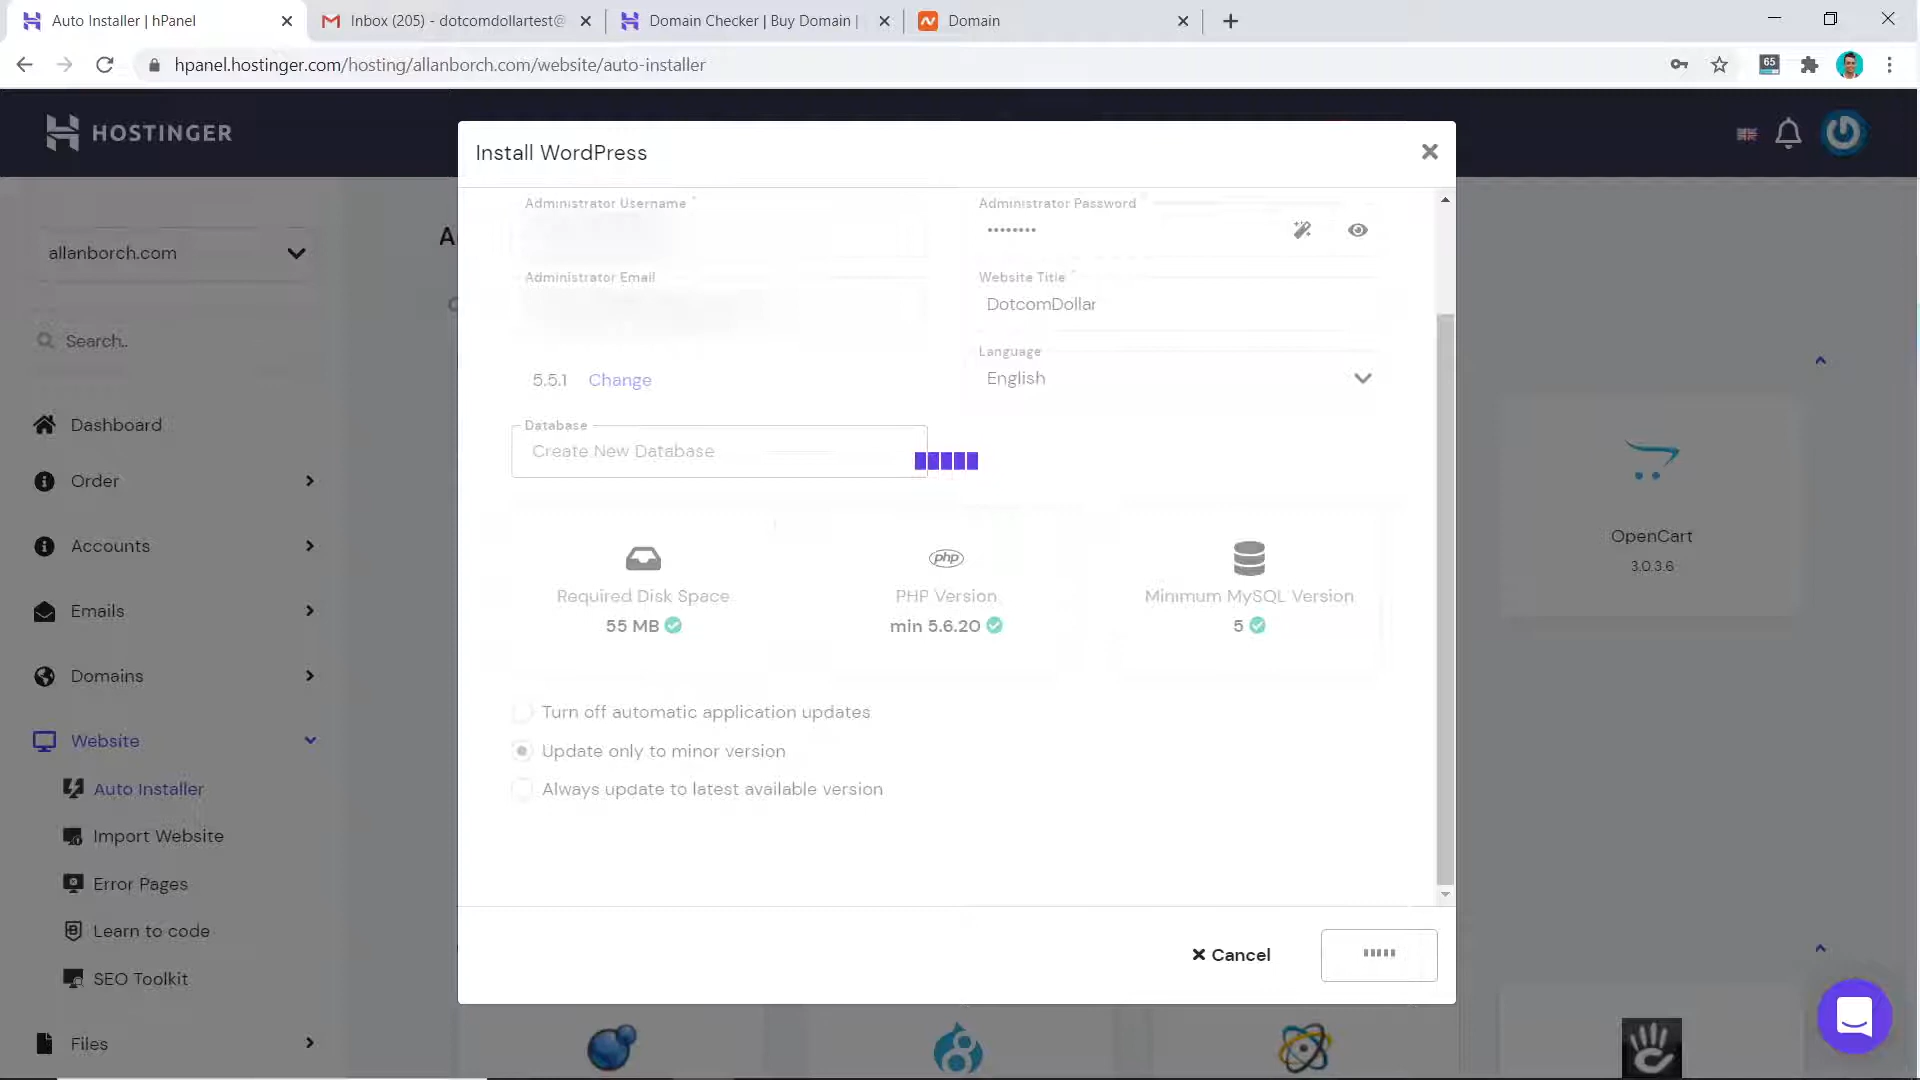 Auto Installer | hPanel
Inbox (205) - dotcomdollartest@
Domain Checker | Buy Domain |
Domain
hpanel.hostinger.com/hosting/allanborch.com/website/auto-installer
65
HOSTINGER
Install WordPress
allanborch.com
A
Search..
Administrator Username *
Administrator Password *
••••••••
Administrator Email
Website Title *
DotcomDollar
5.5.1 Change
Language
English
Database
Create New Database
Dashboard
Order
Accounts
Emails
Domains
Website
Auto Installer
Import Website
Error Pages
Learn to code
SEO Toolkit
Files
php
Required Disk Space
55 MB
PHP Version
min 5.6.20
Minimum MySQL Version
5
OpenCart
3.0.3.6
Turn off automatic application updates
Update only to minor version
Always update to latest available version
Cancel